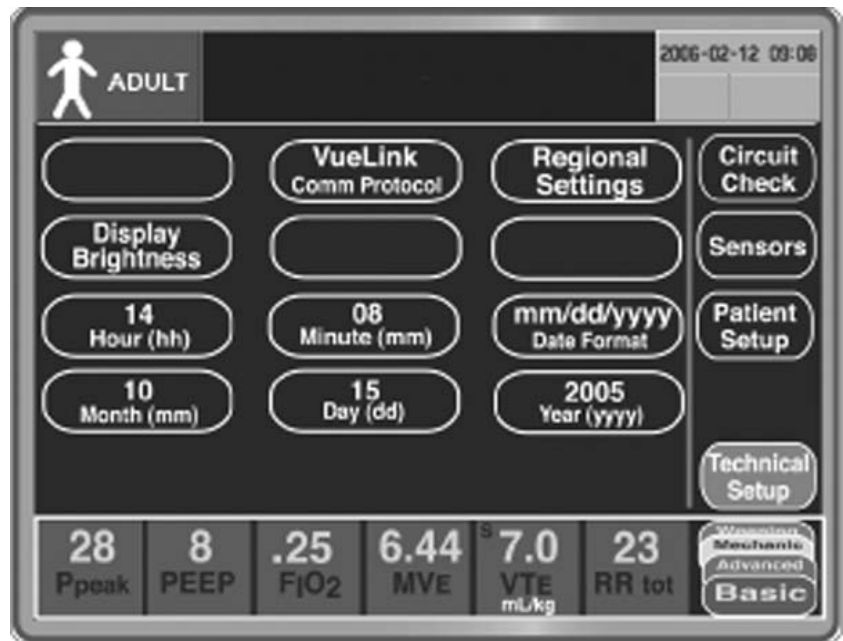 ADULT
2006-02-12 09:08
VueLink
Comm Protocol
Regional
Settings
Circuit
Check
Display
Brightness
Sensors
14
Hour (hh)
08
Minute (mm)
mm/dd/yyyy
Date Format
Patient
Setup
10
Month (mm)
15
Day (dd)
2005
Year (yyyy)
Technical
Setup
28
Ppeak
8
PEEP
.25
FIO2
6.44
MVE
S 7.0
VTE
mL/kg
23
RR tot
Mechanic
Advanced
Basic